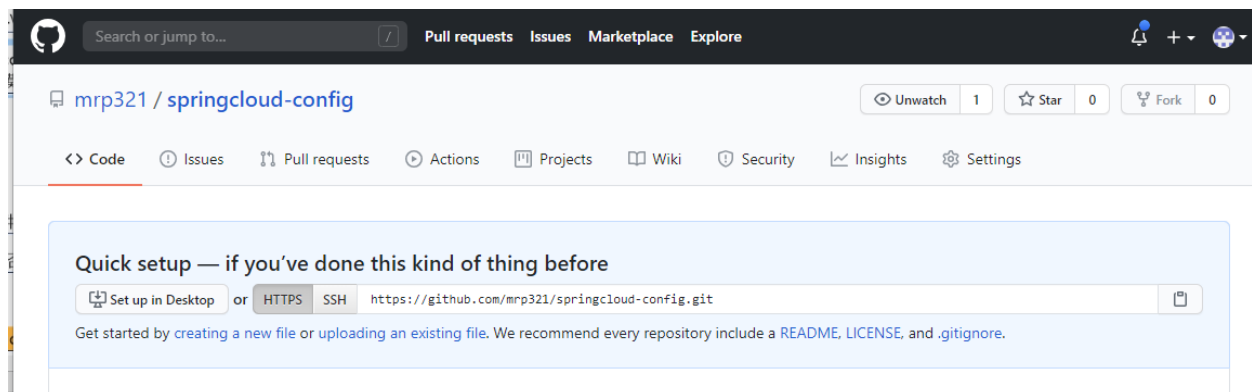 Search or jump to... / Pull requests Issues Marketplace Explore
mrp321 / springcloud-config Unwatch 1 Star 0 Fork 0
<> Code Issues Pull requests Actions Projects Wiki Security Insights Settings
Quick setup — if you've done this kind of thing before
Set up in Desktop or HTTPS SSH https://github.com/mrp321/springcloud-config.git
Get started by creating a new file or uploading an existing file. We recommend every repository include a README, LICENSE, and .gitignore.